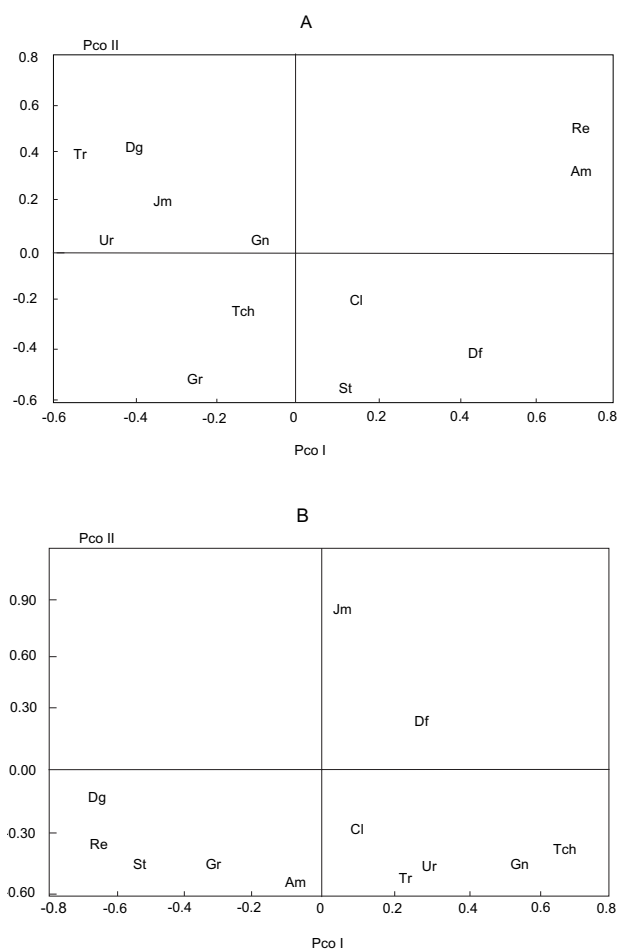 A
Pco II
0.8
0.6
Re
Tr Dg
0.4
Am
0.2 Jm
Ur Gn
0.0
-0.2 Cl
Tch
-0.4 Df
Gr
St
-0.6
-0.6 -0.4 -0.2 0 0.2 0.4 0.6 0.8
Pco I
B
Pco II
0.90
Jm
0.60
0.30
Df
0.00
Dg
-0.30 Cl
Re
Tch
St Gr Ur Gn
Am Tr
-0.60
-0.8 -0.6 -0.4 -0.2 0 0.2 0.4 0.6 0.8
Pco I